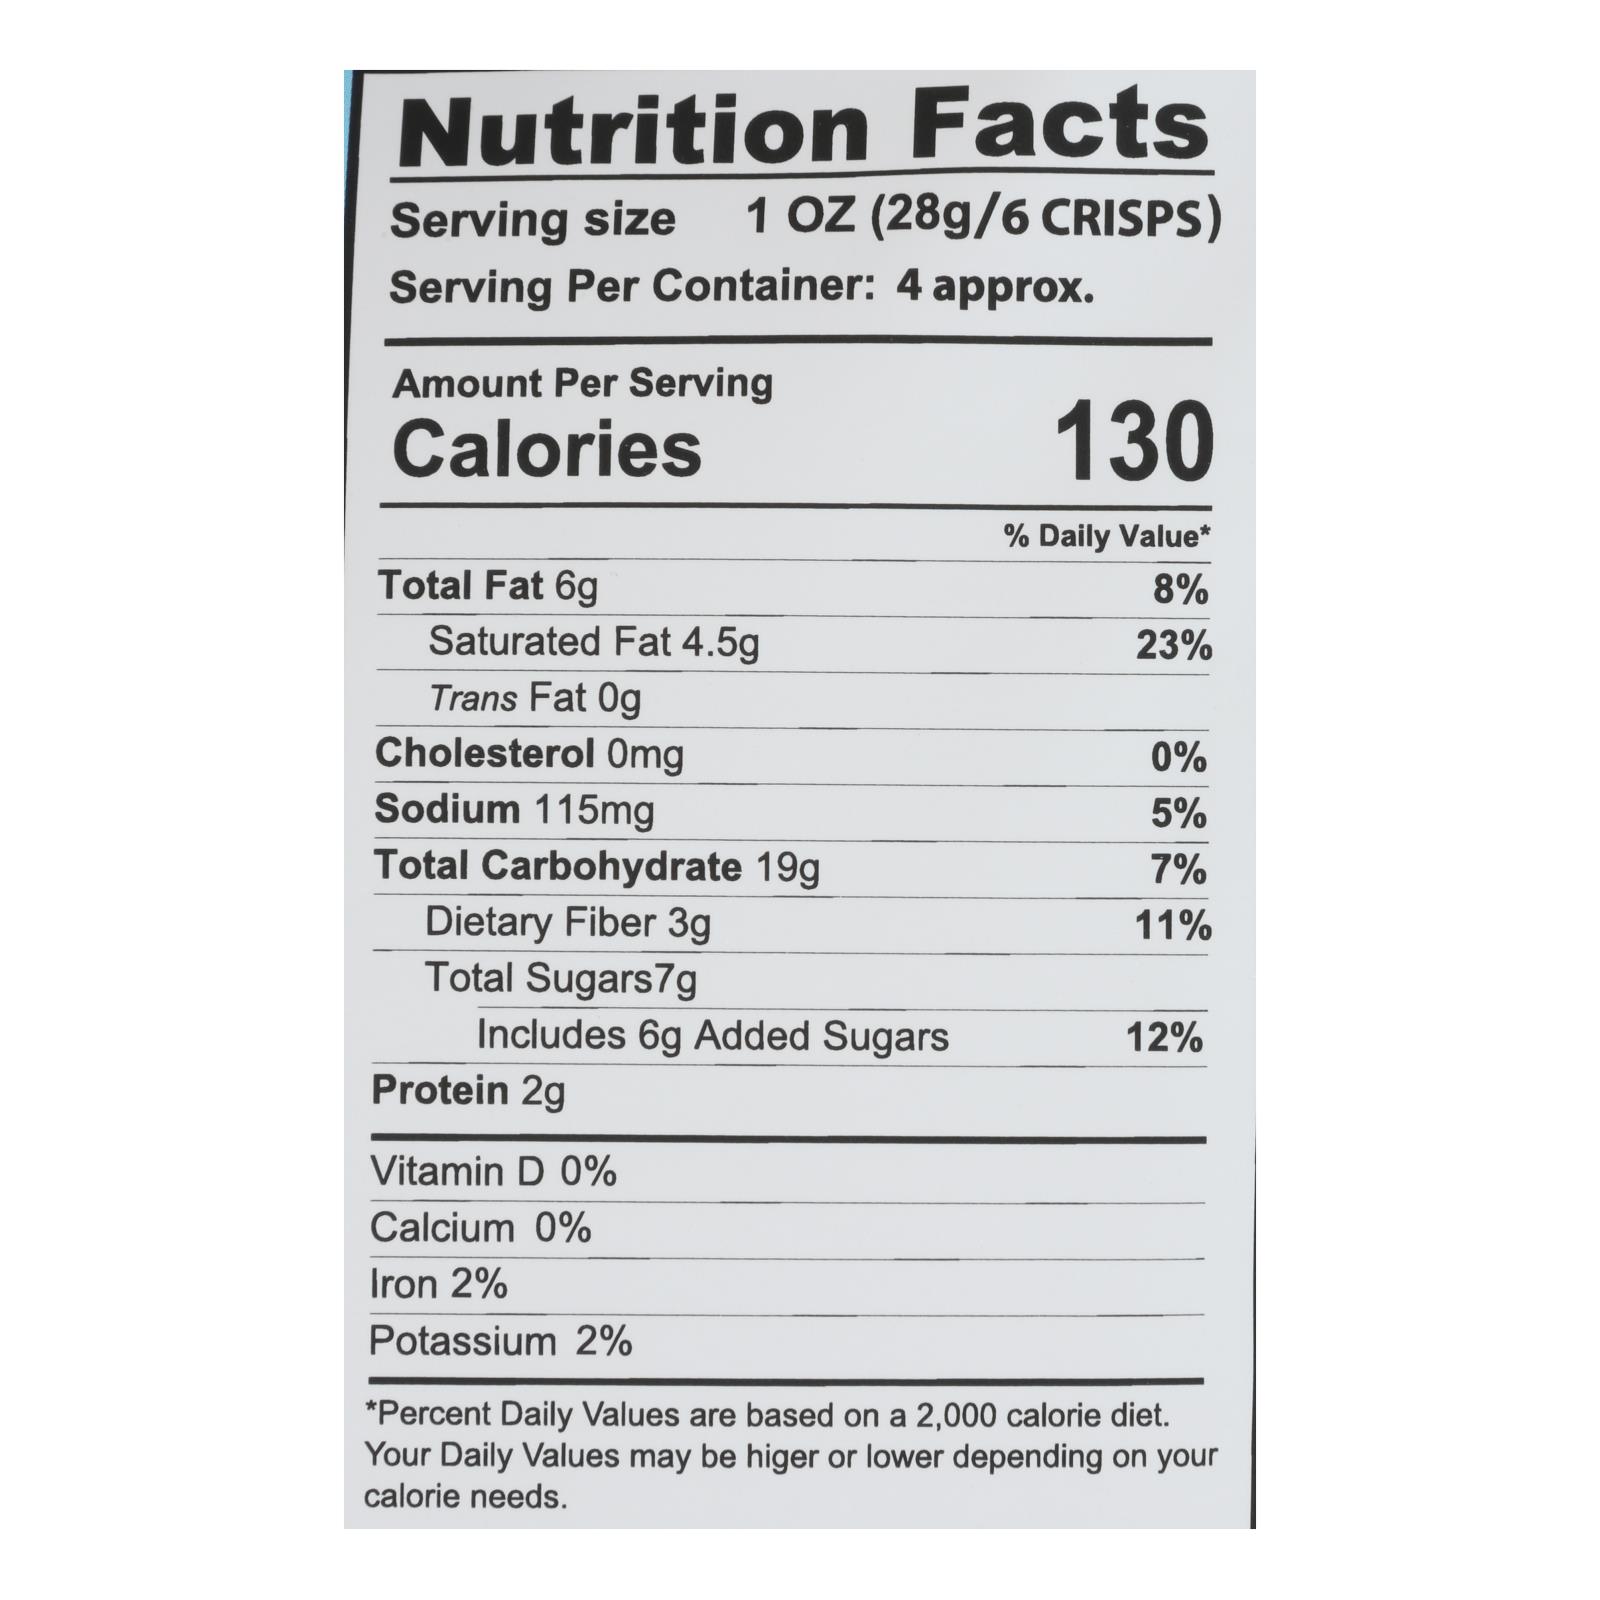 Nutrition Facts
Serving size 1 OZ (28g/6 CRISPS)
Serving Per Container: 4 approx.
Amount Per Serving
Calories 130
% Daily Value*
Total Fat 6g 8%
Saturated Fat 4.5g 23%
Trans Fat 0g
Cholesterol 0mg 0%
Sodium 115mg 5%
Total Carbohydrate 19g 7%
Dietary Fiber 3g 11%
Total Sugars7g
Includes 6g Added Sugars 12%
Protein 2g
Vitamin D 0%
Calcium 0%
Iron 2%
Potassium 2%
*Percent Daily Values are based on a 2,000 calorie diet.
Your Daily Values may be higer or lower depending on your
calorie needs.